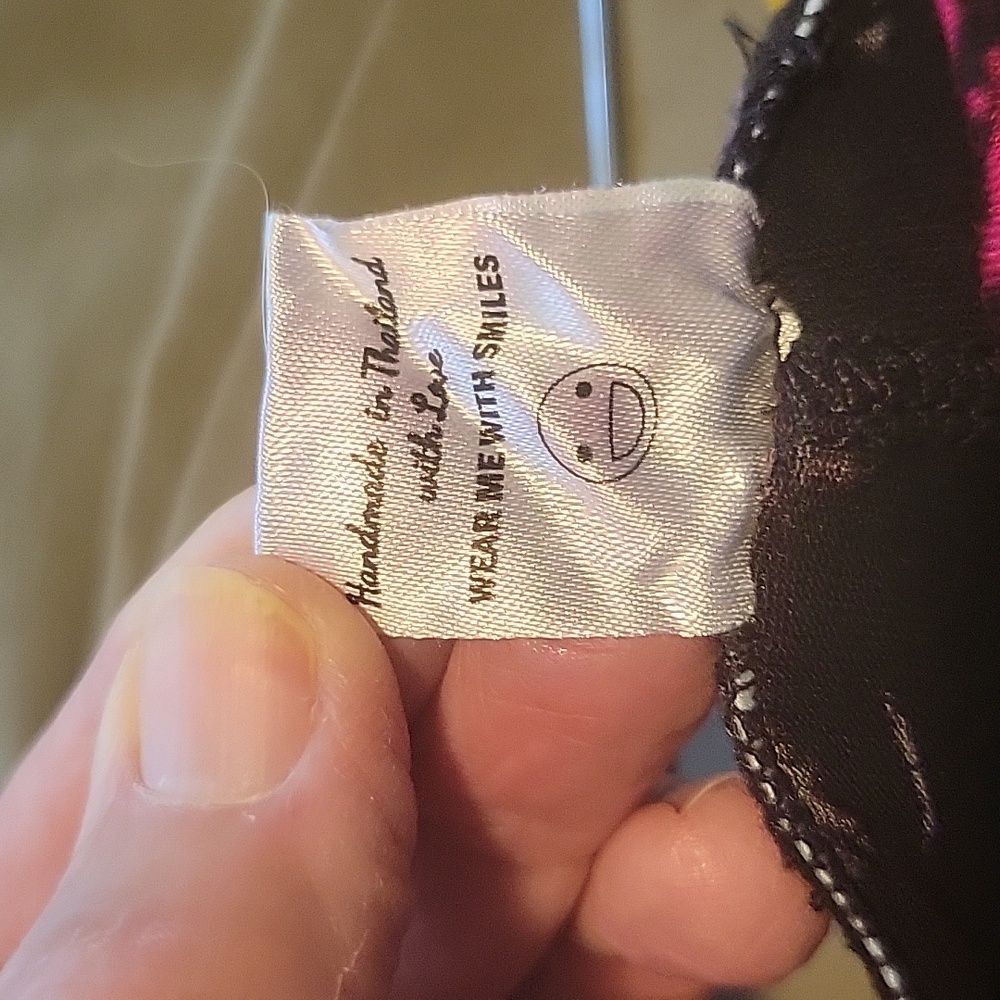 Handmade in Thailand
with Love
WEAR ME WITH SMILES